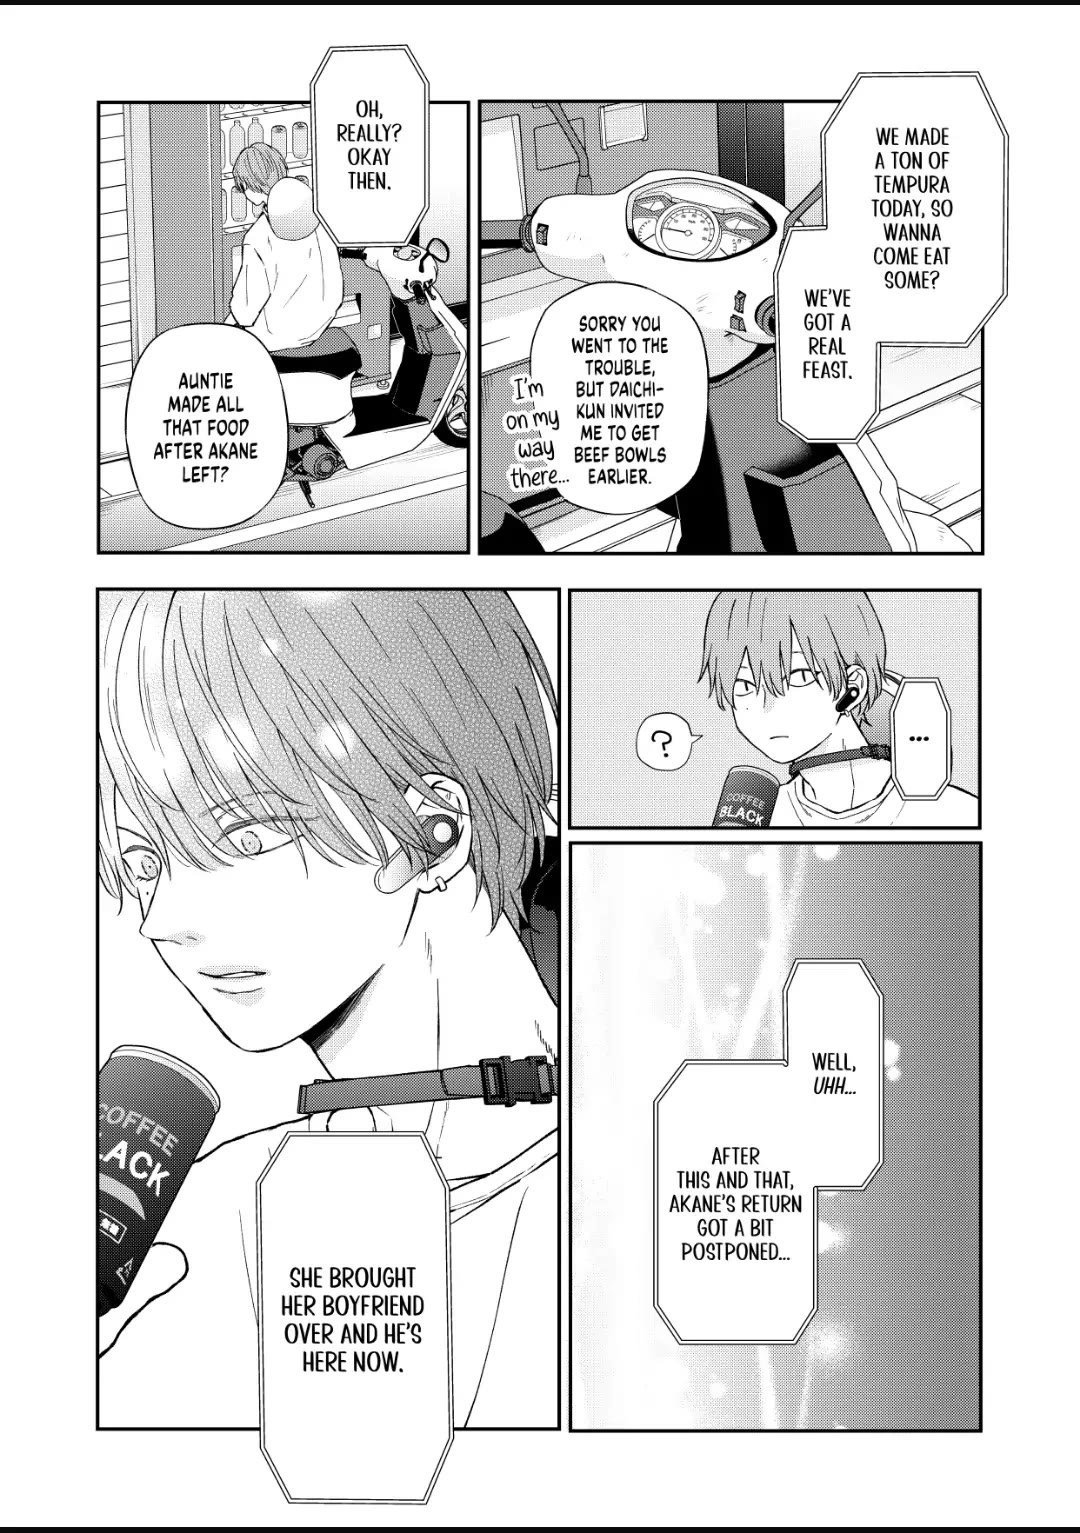 WE MADE
A TON OF
TEMPURA
TODAY, SO
WANNA
COME EAT
SOME?
WE'VE
GOT A
REAL
FEAST.
SORRY YOU
WENT TO THE
TROUBLE,
BUT DAICHI-
KUN INVITED
ME TO GET
BEEF BOWLS
EARLIER.
I'm
on my
way
there...
OH,
REALLY?
OKAY
THEN.
AUNTIE
MADE ALL
THAT FOOD
AFTER AKANE
LEFT?
...
?
COFFEE
BLACK
WELL,
UHH...
AFTER
THIS AND THAT,
AKANE'S RETURN
GOT A BIT
POSTPONED...
COFFEE
LACK
SHE BROUGHT
HER BOYFRIEND
OVER AND HE'S
HERE NOW.